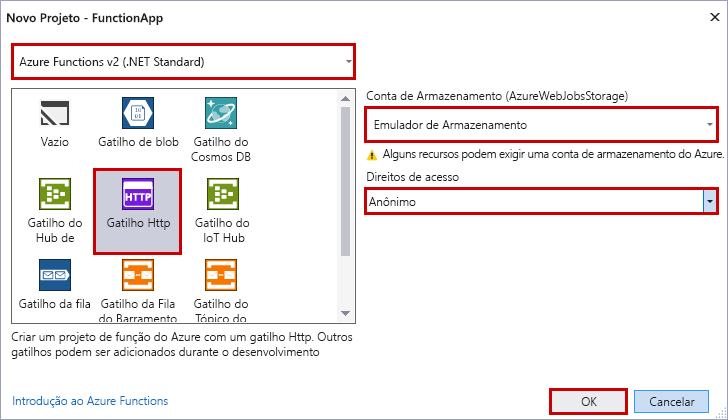 Novo Projeto - FunctionApp
Azure Functions v2 (.NET Standard)
Vazio
Gatilho de blob
Gatilho do
Cosmos DB
Gatilho do
Hub de
HTTP
Gatilho Http
Gatilho do
IoT Hub
Gatilho da fila
Gatilho da Fila
do Barramento
Gatilho do
Tópico do
Conta de Armazenamento (AzureWebJobsStorage)
Emulador de Armazenamento
Alguns recursos podem exigir uma conta de armazenamento do Azure.
Direitos de acesso
Anônimo
Criar um projeto de função do Azure com um gatilho Http. Outros
gatilhos podem ser adicionados durante o desenvolvimento
Introdução ao Azure Functions
OK
Cancelar